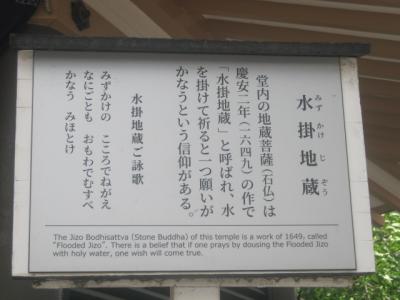 水掛地蔵
みず かけ じ ぞう
堂内の地蔵菩薩(石仏)は
慶安二年(一六四九)の作で
「水掛地蔵」と呼ばれ、水
を掛けて祈ると一つ願いが
かなうという信仰がある。
水掛地蔵ご詠歌
みずかけの こころでねがえ
なにごとも おもわでむすべ
かなう みほとけ
The Jizo Bodhisattva (Stone Buddha) of this temple is a work of 1649, called
"Flooded Jizo". There is a belief that if one prays by dousing the Flooded Jizo
with holy water, one wish will come true.